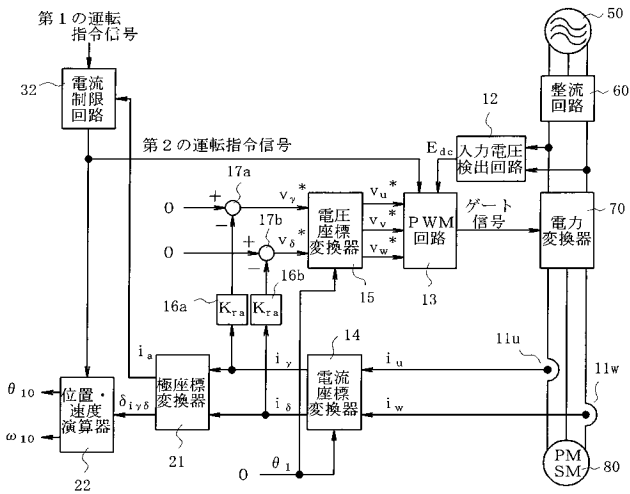 第1の運転
指令信号
50
32
電流
制限
回路
整流
回路
60
12
第2の運転指令信号
E_dc
入力電圧
検出回路
17a
0
+
−
v_γ*
17b
0
+
−
v_δ*
電圧
座標
変換器
15
v_u*
v_v*
v_w*
PWM
回路
13
ゲート
信号
70
電力
変換器
16a
K_ra
16b
K_ra
14
11u
11w
i_a
i_γ
i_u
θ_10
δ_iγδ
極座標
変換器
21
i_δ
電流
座標
変換器
i_w
位置・
速度
演算器
22
ω_10
0
θ_1
PM
SM
80